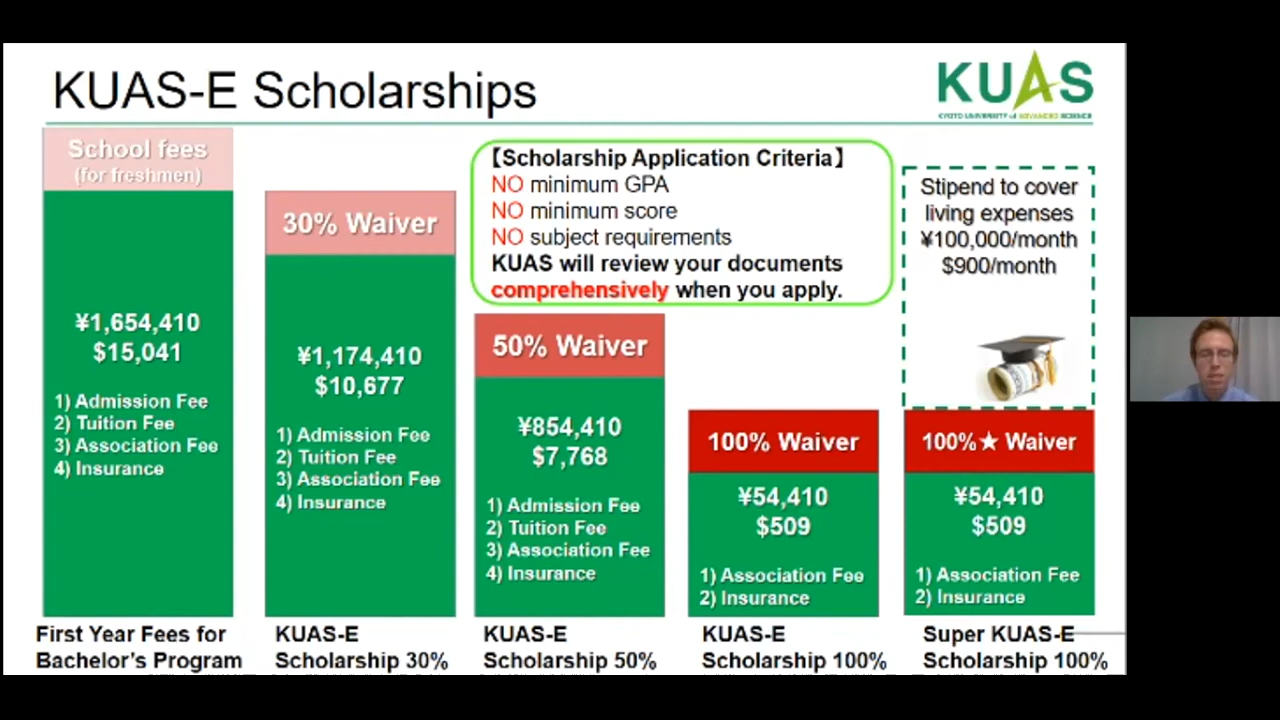 KUAS-E Scholarships
KUAS
KYOTO UNIVERSITY of ADVANCED SCIENCE
School fees
(for freshmen)
¥1,654,410
$15,041
1) Admission Fee
2) Tuition Fee
3) Association Fee
4) Insurance
First Year Fees for
Bachelor's Program
30% Waiver
¥1,174,410
$10,677
1) Admission Fee
2) Tuition Fee
3) Association Fee
4) Insurance
KUAS-E
Scholarship 30%
【Scholarship Application Criteria】
NO minimum GPA
NO minimum score
NO subject requirements
KUAS will review your documents
comprehensively when you apply.
50% Waiver
¥854,410
$7,768
1) Admission Fee
2) Tuition Fee
3) Association Fee
4) Insurance
KUAS-E
Scholarship 50%
100% Waiver
¥54,410
$509
1) Association Fee
2) Insurance
KUAS-E
Scholarship 100%
Stipend to cover
living expenses
¥100,000/month
$900/month
100%★ Waiver
¥54,410
$509
1) Association Fee
2) Insurance
Super KUAS-E
Scholarship 100%